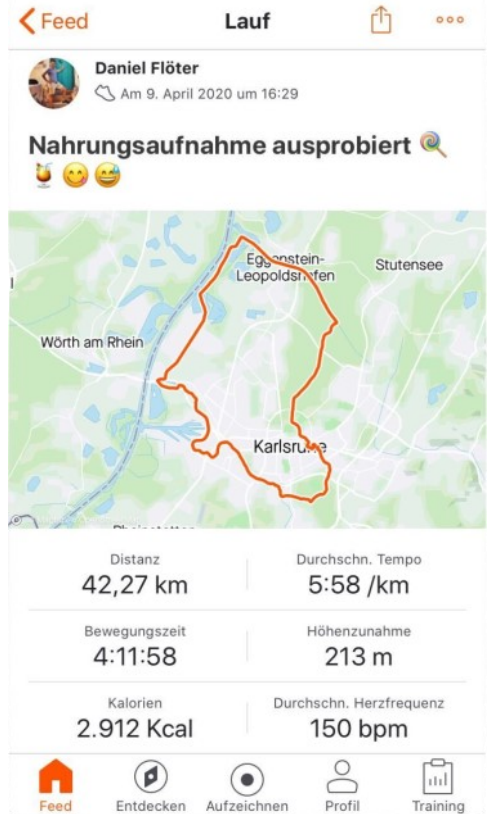 Feed
Lauf
Daniel Flöter
Am 9. April 2020 um 16:29
Nahrungsaufnahme ausprobiert 🍭
🍹😋😅
Eggenstein-
Leopoldshafen
Stutensee
Wörth am Rhein
Karlsruhe
Distanz
42,27 km
Durchschn. Tempo
5:58 /km
Bewegungszeit
4:11:58
Höhenzunahme
213 m
Kalorien
2.912 Kcal
Durchschn. Herzfrequenz
150 bpm
Feed
Entdecken
Aufzeichnen
Profil
Training